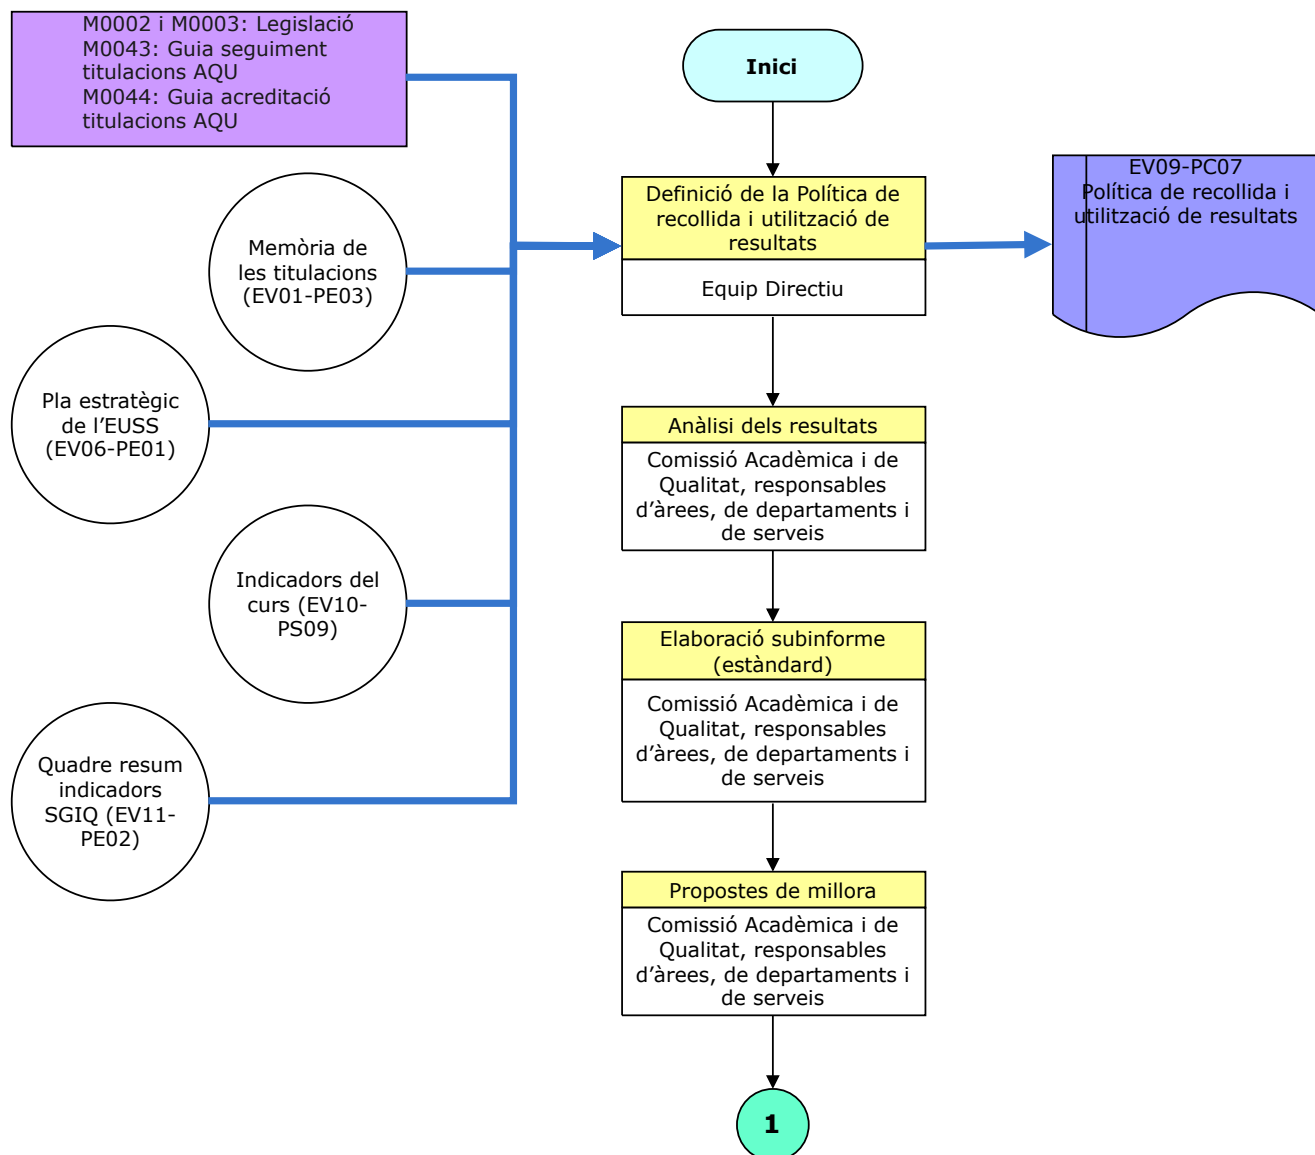 M0002 i M0003: Legislació
M0043: Guia seguiment
titulacions AQU
M0044: Guia acreditació
titulacions AQU
Inici
Definició de la Política de
recollida i utilització de
resultats
Equip Directiu
EV09-PC07
Política de recollida i
utilització de resultats
Memòria de
les titulacions
(EV01-PE03)
Pla estratègic
de l’EUSS
(EV06-PE01)
Indicadors del
curs (EV10-
PS09)
Quadre resum
indicadors
SGIQ (EV11-
PE02)
Anàlisi dels resultats
Comissió Acadèmica i de
Qualitat, responsables
d’àrees, de departaments i
de serveis
Elaboració subinforme
(estàndard)
Comissió Acadèmica i de
Qualitat, responsables
d’àrees, de departaments i
de serveis
Propostes de millora
Comissió Acadèmica i de
Qualitat, responsables
d’àrees, de departaments i
de serveis
1